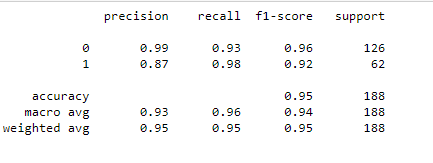 precision recall f1-score support
0 0.99 0.93 0.96 126
1 0.87 0.98 0.92 62
accuracy 0.95 188
macro avg 0.93 0.96 0.94 188
weighted avg 0.95 0.95 0.95 188